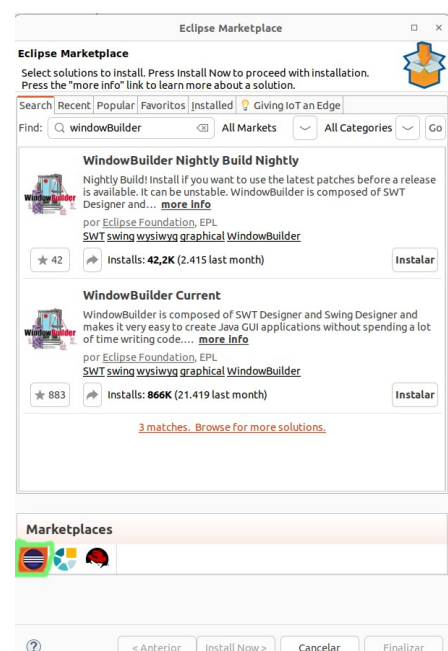 Eclipse Marketplace
Eclipse Marketplace
Select solutions to install. Press Install Now to proceed with installation.
Press the "more info" link to learn more about a solution.
Search Recent Popular Favoritos Installed Giving IoT an Edge
Find: windowBuilder All Markets All Categories Go
WindowBuilder Nightly Build Nightly
Nightly Build! Install if you want to use the latest patches before a release
is available. It can be unstable. WindowBuilder is composed of SWT
Designer and… more info
por Eclipse Foundation, EPL
SWT swing wysiwyg graphical WindowBuilder
WindowBuilder
42 Installs: 42,2K (2.415 last month) Instalar
WindowBuilder Current
WindowBuilder is composed of SWT Designer and Swing Designer and
makes it very easy to create Java GUI applications without spending a lot
of time writing code.… more info
por Eclipse Foundation, EPL
SWT swing wysiwyg graphical WindowBuilder
WindowBuilder
883 Installs: 866K (21.419 last month) Instalar
3 matches. Browse for more solutions.
Marketplaces
? < Anterior Install Now > Cancelar Finalizar